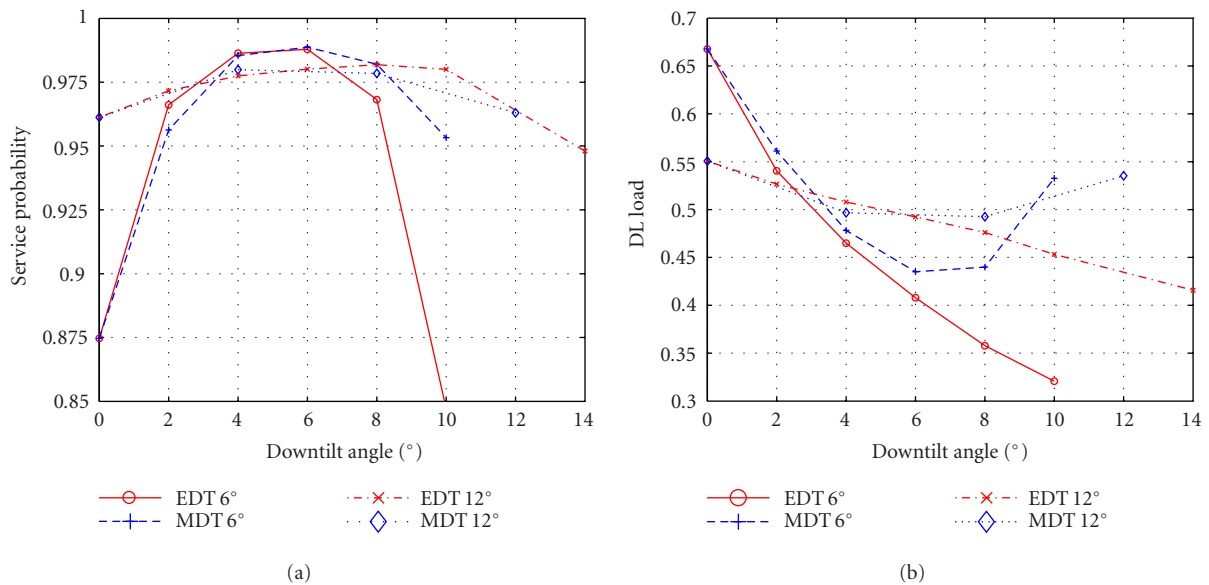 1
0.975
0.95
0.925
0.9
0.875
0.85
Service probability
0 2 4 6 8 10 12 14
Downtilt angle (°)
EDT 6°
MDT 6°
EDT 12°
MDT 12°
(a)
0.7
0.65
0.6
0.55
0.5
0.45
0.4
0.35
0.3
DL load
0 2 4 6 8 10 12 14
Downtilt angle (°)
EDT 6°
MDT 6°
EDT 12°
MDT 12°
(b)